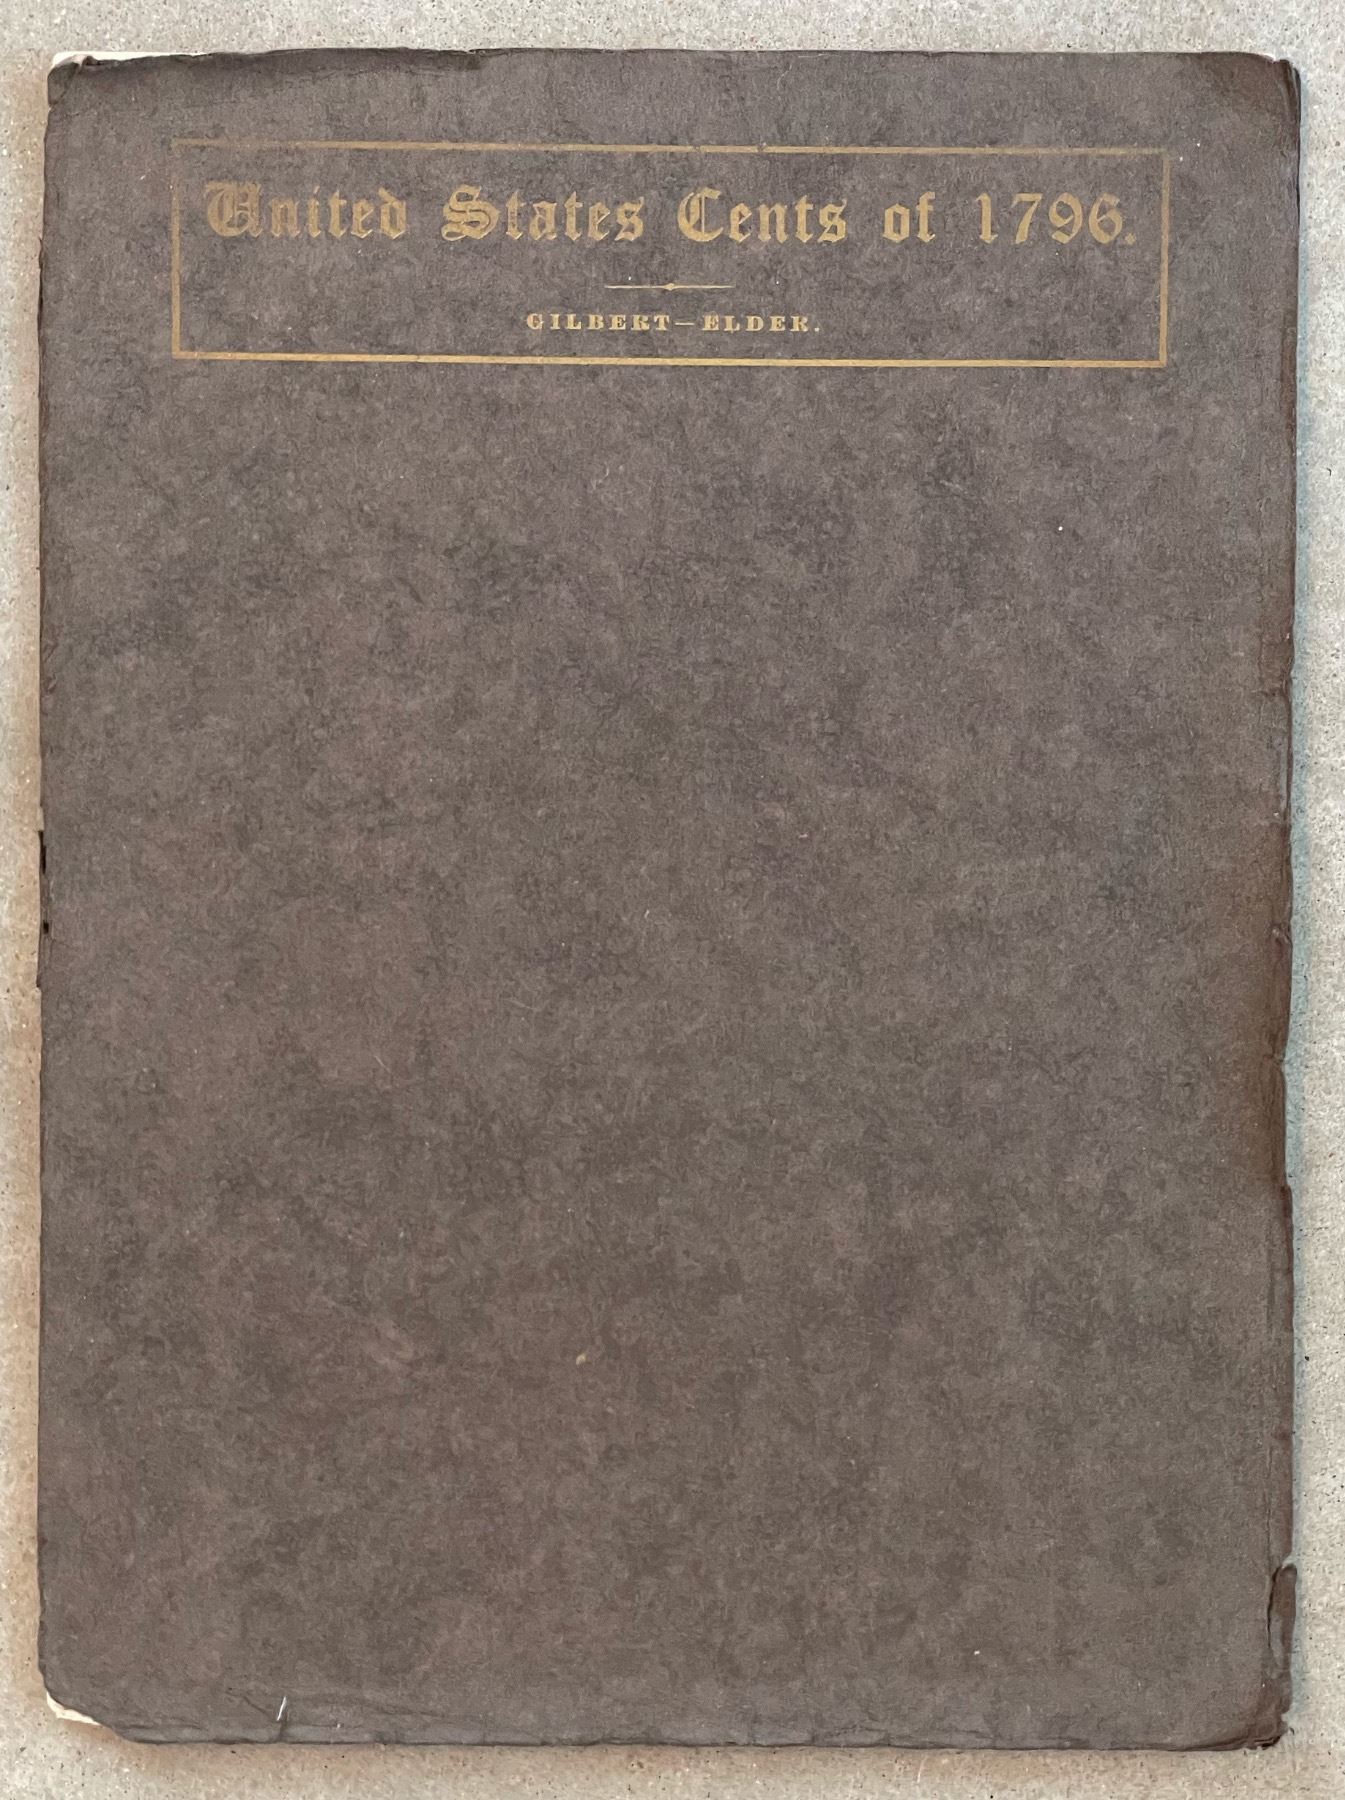 United States Cents of 1796.
GILBERT—ELDER.